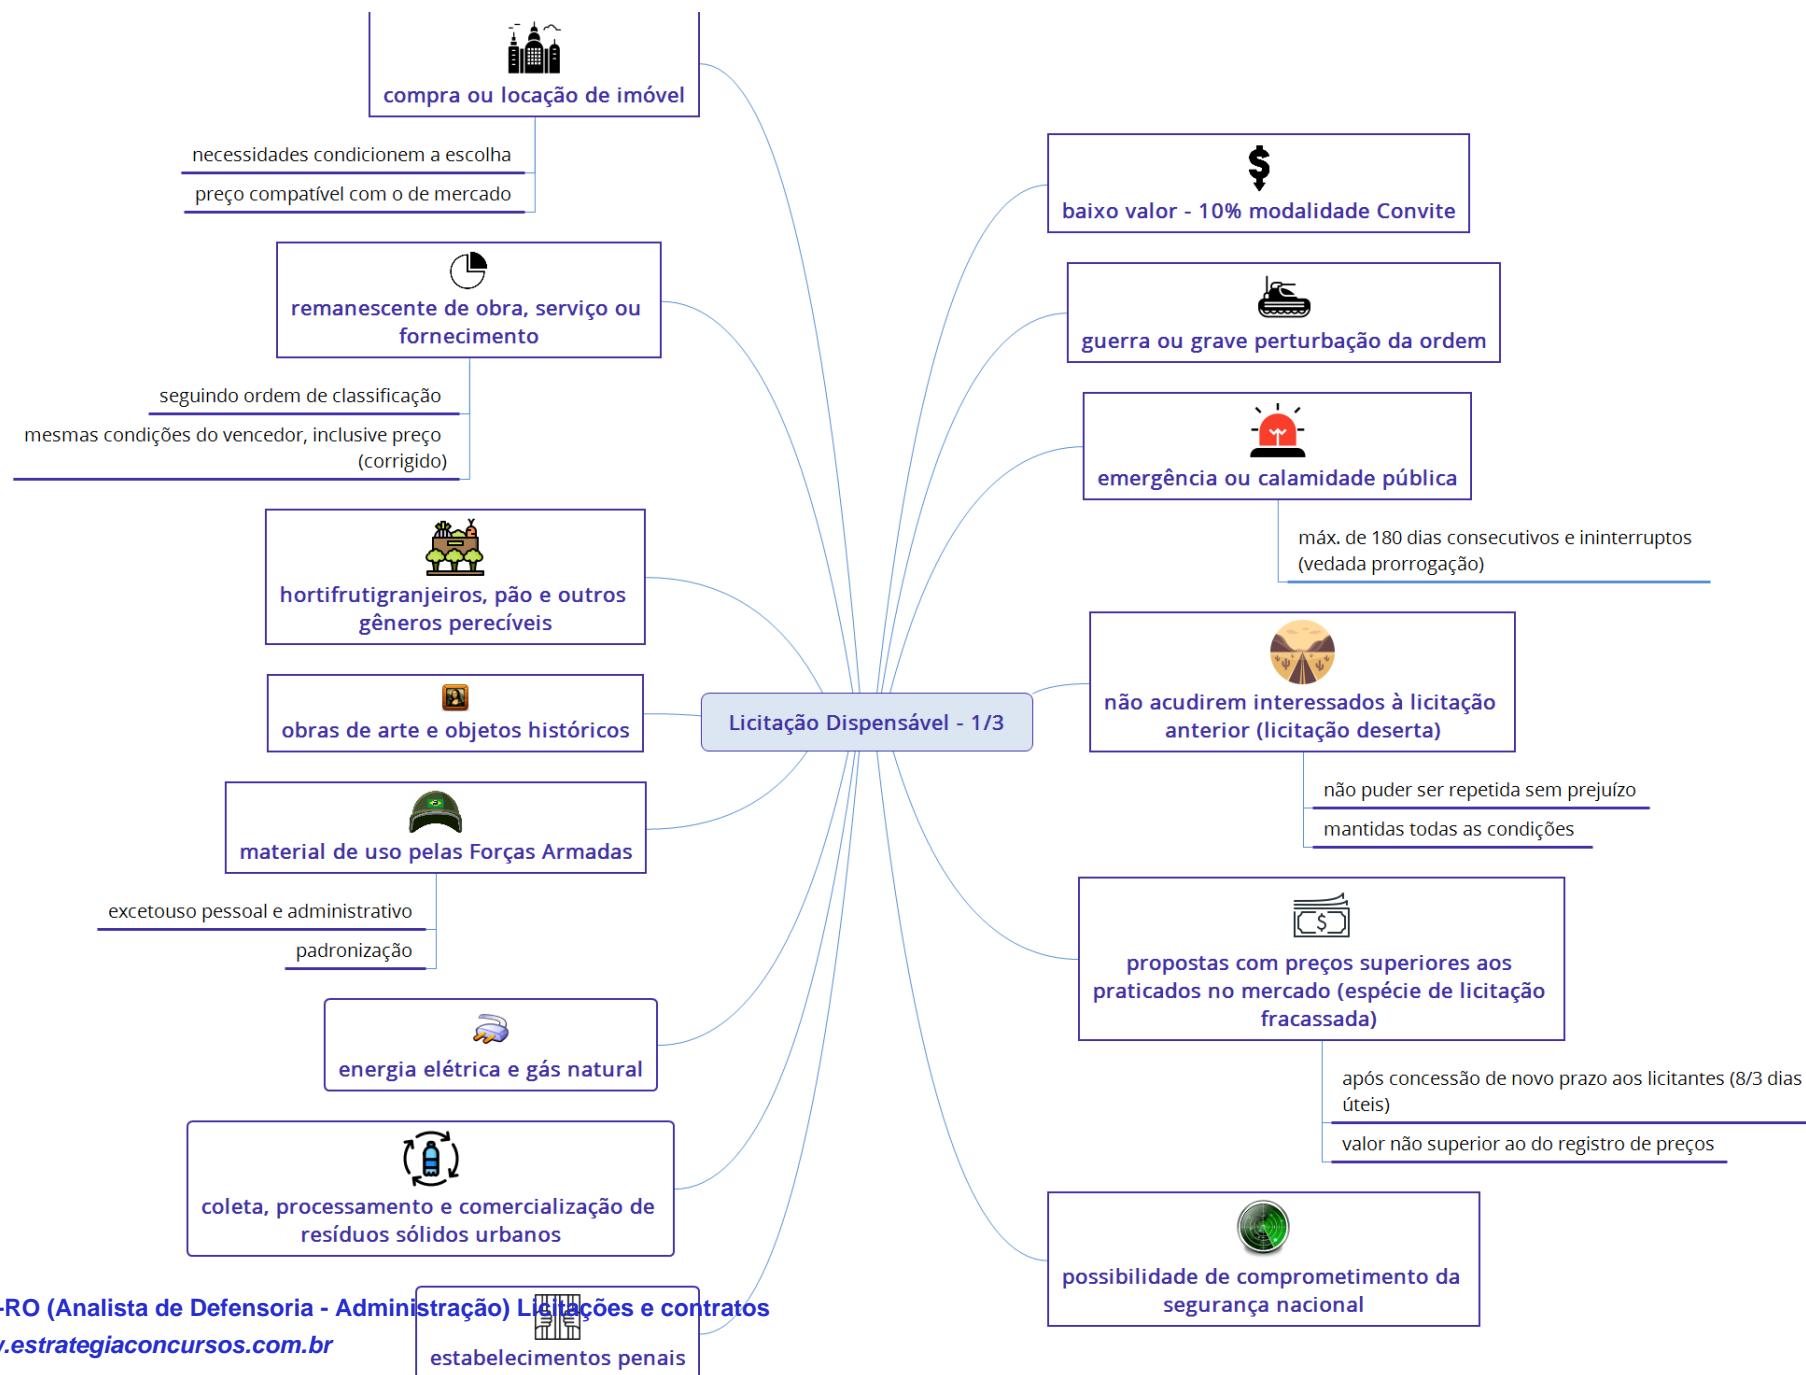 compra ou locação de imóvel
necessidades condicionem a escolha
preço compatível com o de mercado
remanescente de obra, serviço ou
fornecimento
seguindo ordem de classificação
mesmas condições do vencedor, inclusive preço
(corrigido)
hortifrutigranjeiros, pão e outros
gêneros perecíveis
obras de arte e objetos históricos
material de uso pelas Forças Armadas
excetouso pessoal e administrativo
padronização
energia elétrica e gás natural
coleta, processamento e comercialização de
resíduos sólidos urbanos
estabelecimentos penais
Licitação Dispensável - 1/3
baixo valor - 10% modalidade Convite
guerra ou grave perturbação da ordem
emergência ou calamidade pública
máx. de 180 dias consecutivos e ininterruptos
(vedada prorrogação)
não acudirem interessados à licitação
anterior (licitação deserta)
não puder ser repetida sem prejuízo
mantidas todas as condições
propostas com preços superiores aos
praticados no mercado (espécie de licitação
fracassada)
após concessão de novo prazo aos licitantes (8/3 dias
úteis)
valor não superior ao do registro de preços
possibilidade de comprometimento da
segurança nacional
-RO (Analista de Defensoria - Administração) Licitações e contratos
.estrategiaconcursos.com.br